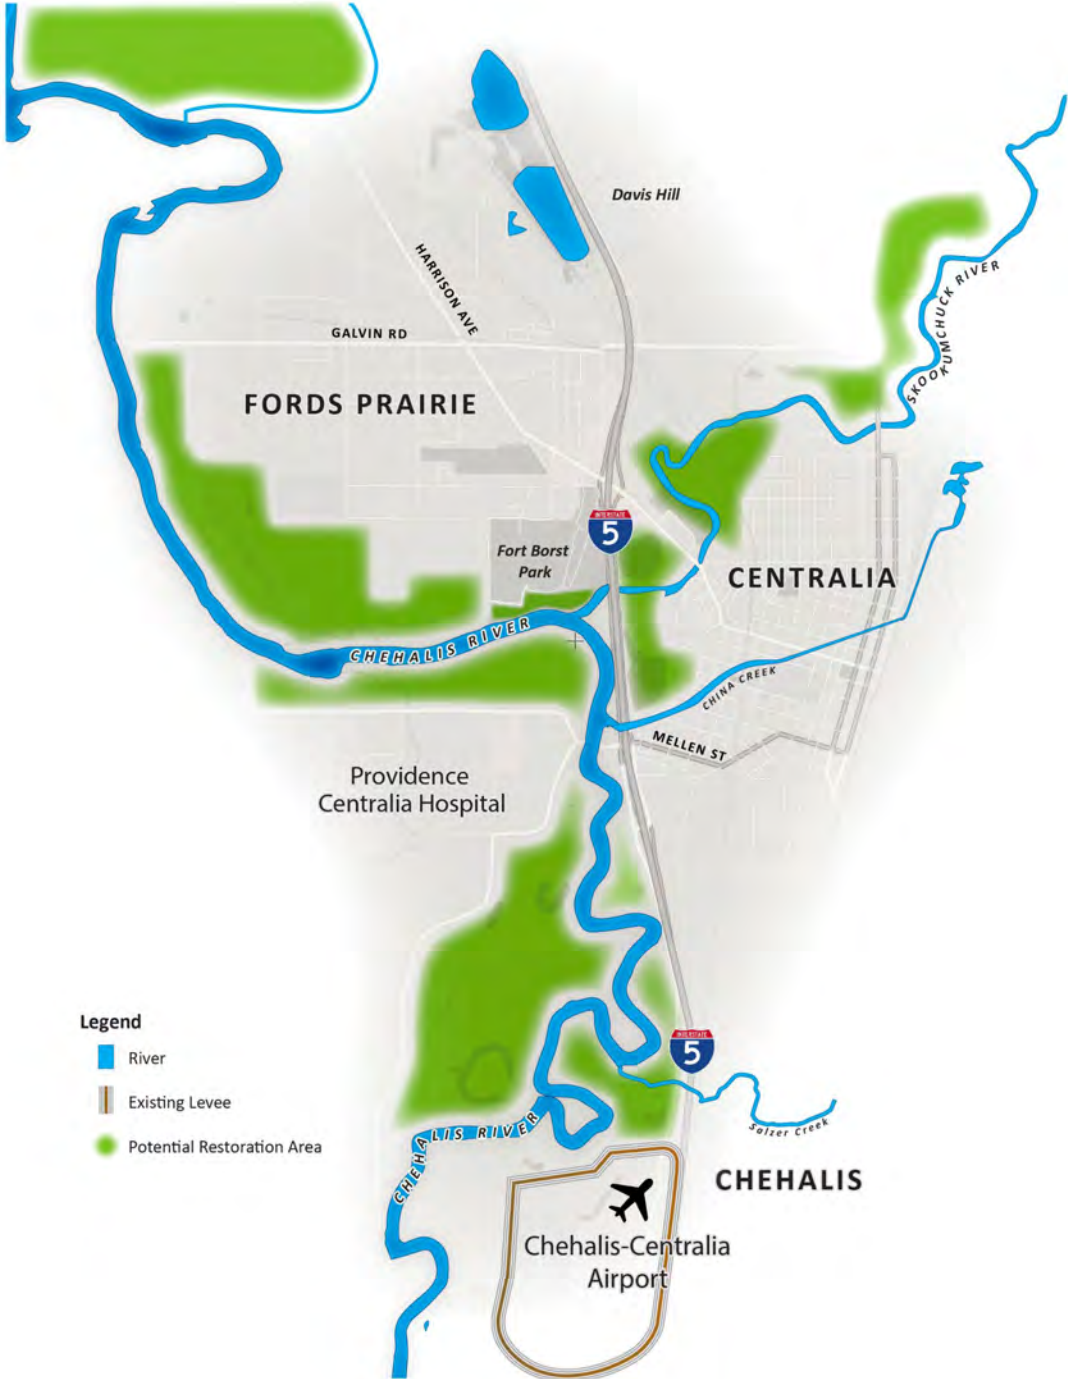 Davis Hill
HARRISON AVE
GALVIN RD
SKOOKUMCHUCK RIVER
FORDS PRAIRIE
INTERSTATE
5
Fort Borst
Park
CENTRALIA
CHEHALIS RIVER
CHINA CREEK
MELLEN ST
Providence
Centralia Hospital
Legend
River
Existing Levee
Potential Restoration Area
INTERSTATE
5
Salzer Creek
CHEHALIS RIVER
CHEHALIS
Chehalis-Centralia
Airport